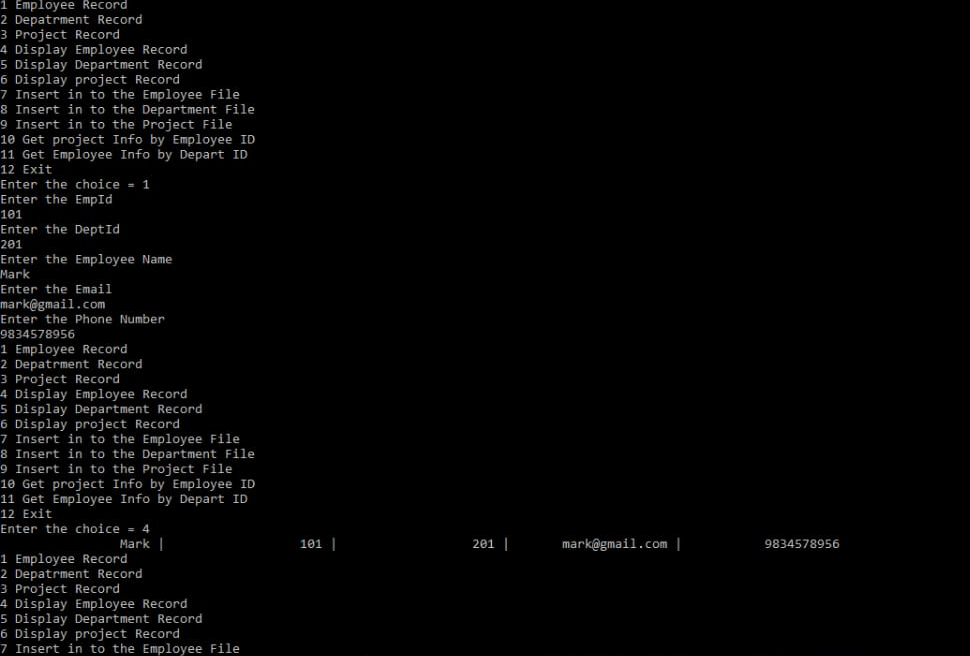 1 Employee Record
2 Depatrment Record
3 Project Record
4 Display Employee Record
5 Display Department Record
6 Display project Record
7 Insert in to the Employee File
8 Insert in to the Department File
9 Insert in to the Project File
10 Get project Info by Employee ID
11 Get Employee Info by Depart ID
12 Exit
Enter the choice = 1
Enter the EmpId
101
Enter the DeptId
201
Enter the Employee Name
Mark
Enter the Email
mark@gmail.com
Enter the Phone Number
9834578956
1 Employee Record
2 Depatrment Record
3 Project Record
4 Display Employee Record
5 Display Department Record
6 Display project Record
7 Insert in to the Employee File
8 Insert in to the Department File
9 Insert in to the Project File
10 Get project Info by Employee ID
11 Get Employee Info by Depart ID
12 Exit
Enter the choice = 4
Mark | 101 | 201 | mark@gmail.com | 9834578956
1 Employee Record
2 Depatrment Record
3 Project Record
4 Display Employee Record
5 Display Department Record
6 Display project Record
7 Insert in to the Employee File